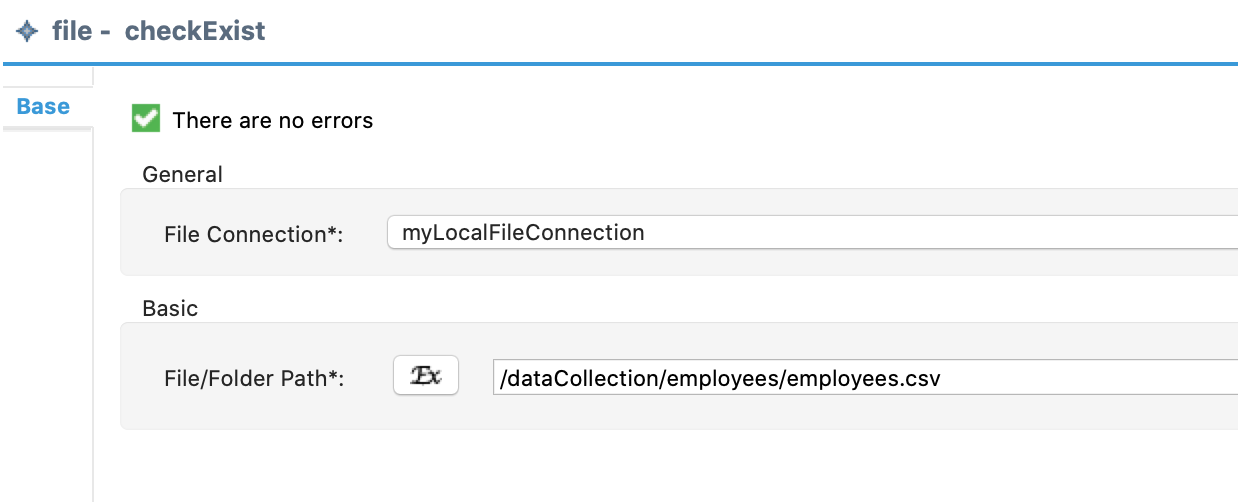 file - checkExist
Base
There are no errors
General
File Connection*: myLocalFileConnection
Basic
File/Folder Path*: Ex /dataCollection/employees/employees.csv